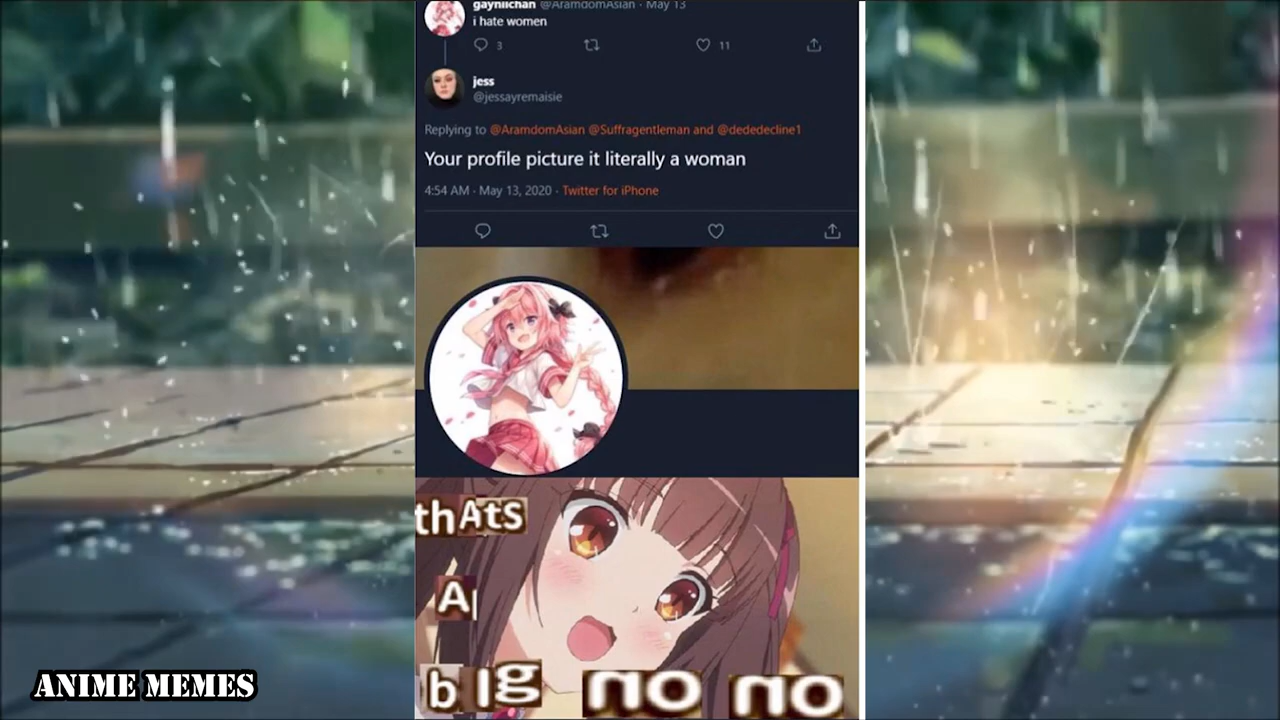 gayniichan @AramdomAsian · May 13
i hate women
3 11
jess
@jessayremaisie
Replying to @AramdomAsian @Suffragentleman and @dededecline1
Your profile picture it literally a woman
4:54 AM · May 13, 2020 · Twitter for iPhone
thAts
A
bIg no no
ANIME MEMES